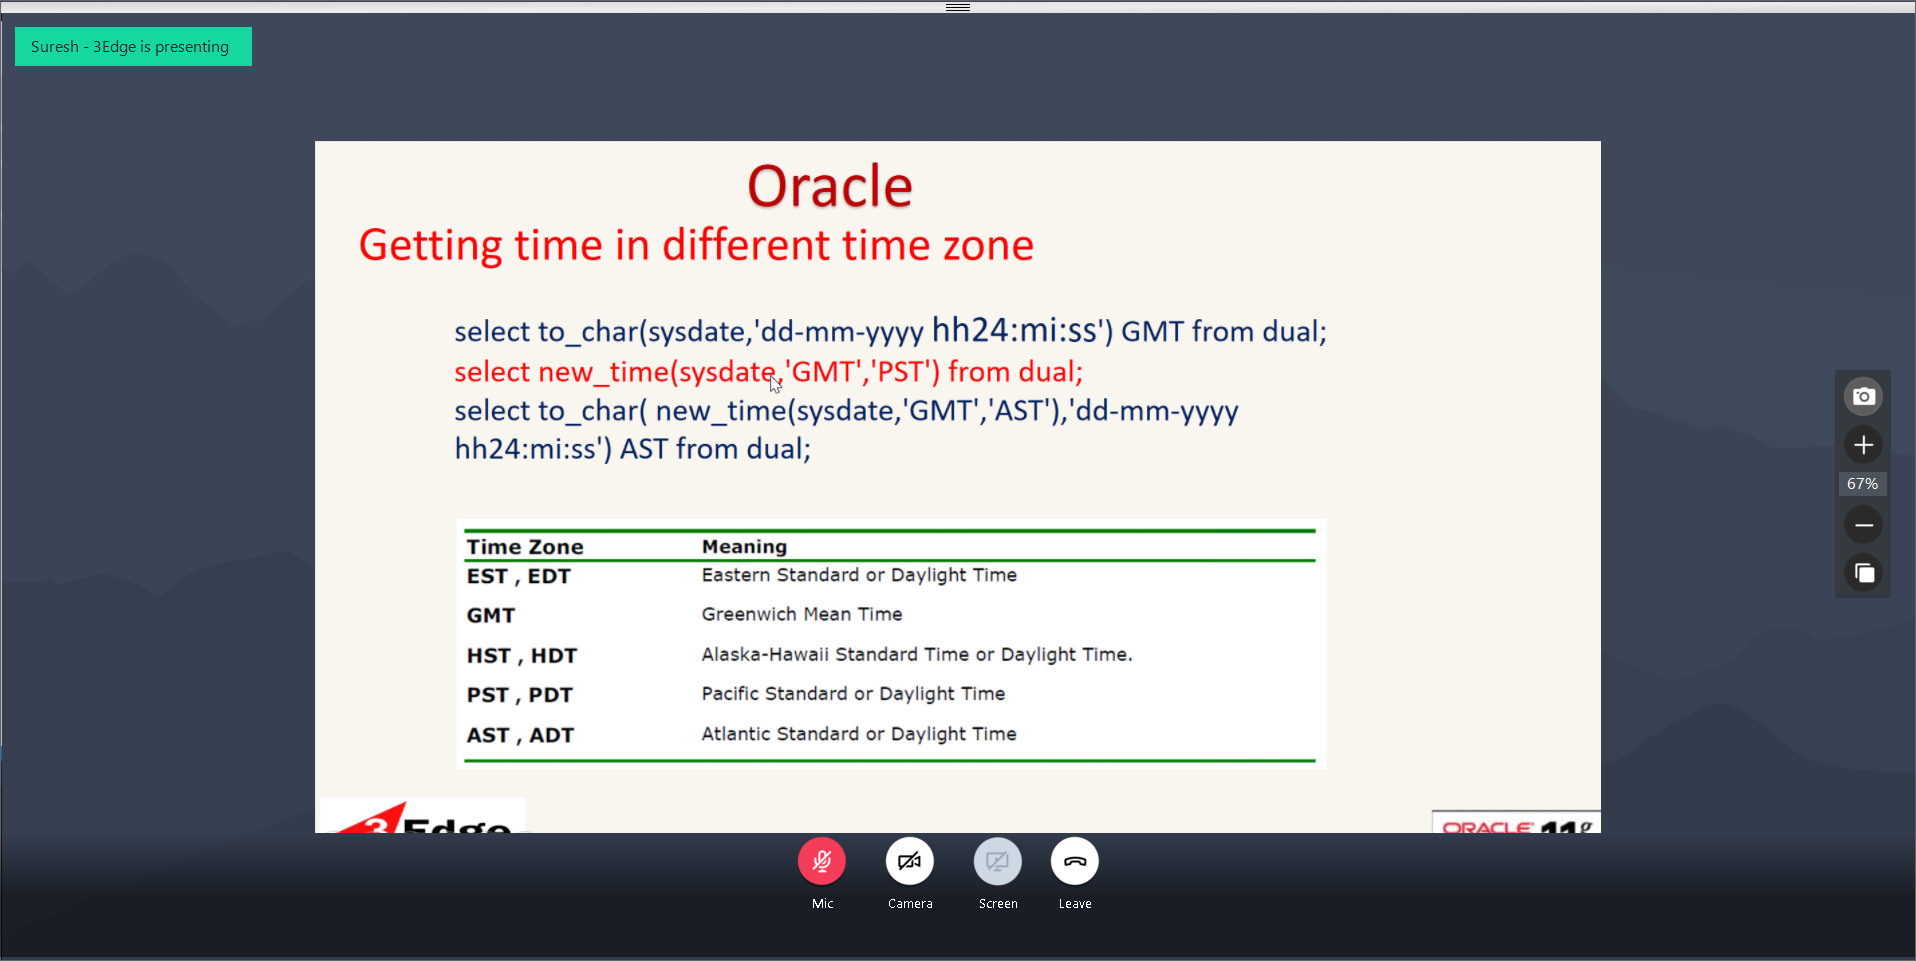 Suresh - 3Edge is presenting
Oracle
Getting time in different time zone
select to_char(sysdate,'dd-mm-yyyy hh24:mi:ss') GMT from dual;
select new_time(sysdate,'GMT','PST') from dual;
select to_char( new_time(sysdate,'GMT','AST'),'dd-mm-yyyy
hh24:mi:ss') AST from dual;
Time Zone Meaning
EST , EDT Eastern Standard or Daylight Time
GMT Greenwich Mean Time
HST , HDT Alaska-Hawaii Standard Time or Daylight Time.
PST , PDT Pacific Standard or Daylight Time
AST , ADT Atlantic Standard or Daylight Time
3Edge
ORACLE 11g
67%
Mic Camera Screen Leave